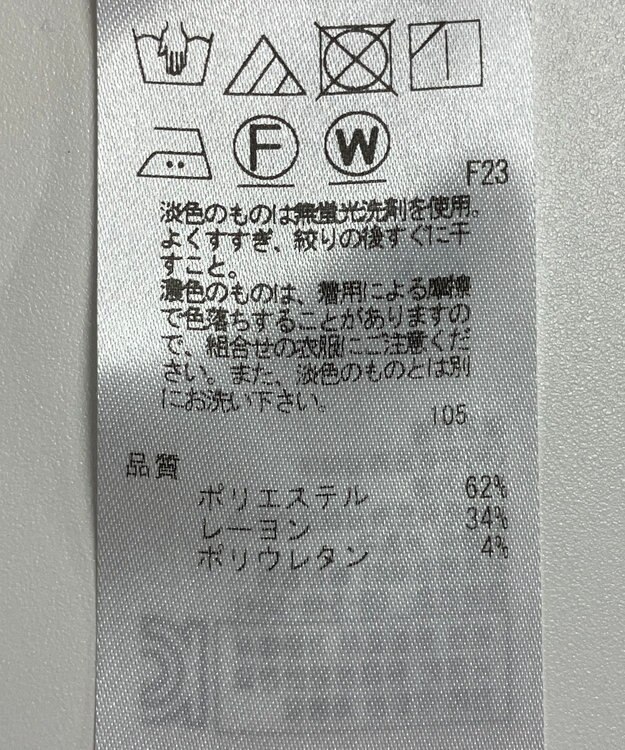 F W
F23
淡色のものは無蛍光洗剤を使用。
よくすすぎ、絞りの後すぐに干
すこと。
濃色のものは、着用による摩擦
で色落ちすることがありますの
で、組合せの衣服にご注意くだ
さい。また、淡色のものとは別
にお洗い下さい。
105
品質
ポリエステル 62%
レーヨン 34%
ポリウレタン 4%